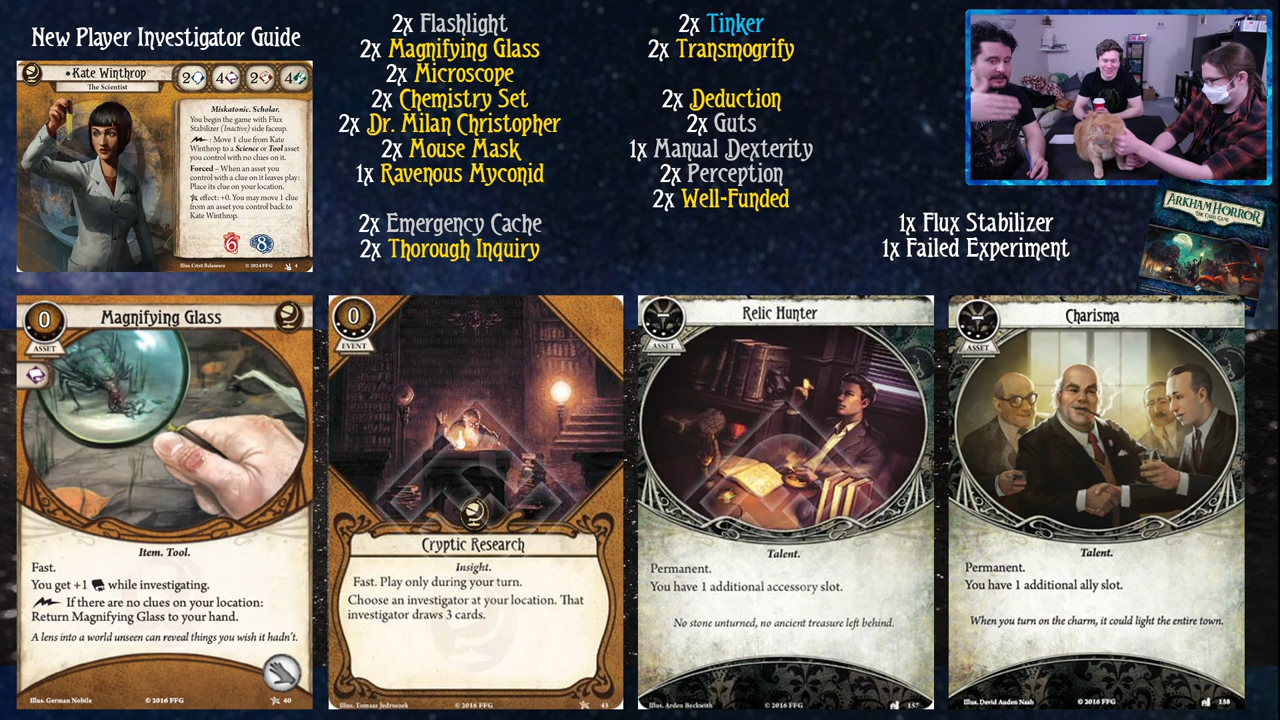 New Player Investigator Guide
Kate Winthrop
The Scientist
2 4 2 4
Miskatonic. Scholar.
You begin the game with Flux
Stabilizer (Inactive) side faceup.
: Move 1 clue from Kate
Winthrop to a Science or Tool asset
you control with no clues on it.
Forced – When an asset you
control with a clue on it leaves play:
Place its clue on your location.
effect: +0. You may move 1 clue
from an asset you control back to
Kate Winthrop.
6 8
© 2024 FFG
4
2x Flashlight
2x Magnifying Glass
2x Microscope
2x Chemistry Set
2x Dr. Milan Christopher
2x Mouse Mask
1x Ravenous Myconid
2x Emergency Cache
2x Thorough Inquiry
2x Tinker
2x Transmogrify
2x Deduction
2x Guts
1x Manual Dexterity
2x Perception
2x Well-Funded
1x Flux Stabilizer
1x Failed Experiment
ARKHAM HORROR
THE CARD GAME
0
ASSET
Magnifying Glass
Item. Tool.
Fast.
You get +1 while investigating.
If there are no clues on your location:
Return Magnifying Glass to your hand.
A lens into a world unseen can reveal things you wish it hadn't.
Illus. German Nobile
© 2016 FFG
40
0
EVENT
Cryptic Research
Insight.
Fast. Play only during your turn.
Choose an investigator at your location. That
investigator draws 3 cards.
Illus. Tomasz Jedruszek
© 2016 FFG
43
–
ASSET
Relic Hunter
Talent.
Permanent.
You have 1 additional accessory slot.
No stone unturned, no ancient treasure left behind.
Illus. Arden Beckwith
© 2016 FFG
157
–
ASSET
Charisma
Talent.
Permanent.
You have 1 additional ally slot.
When you turn on the charm, it could light the entire town.
Illus. David Auden Nash
© 2016 FFG
158